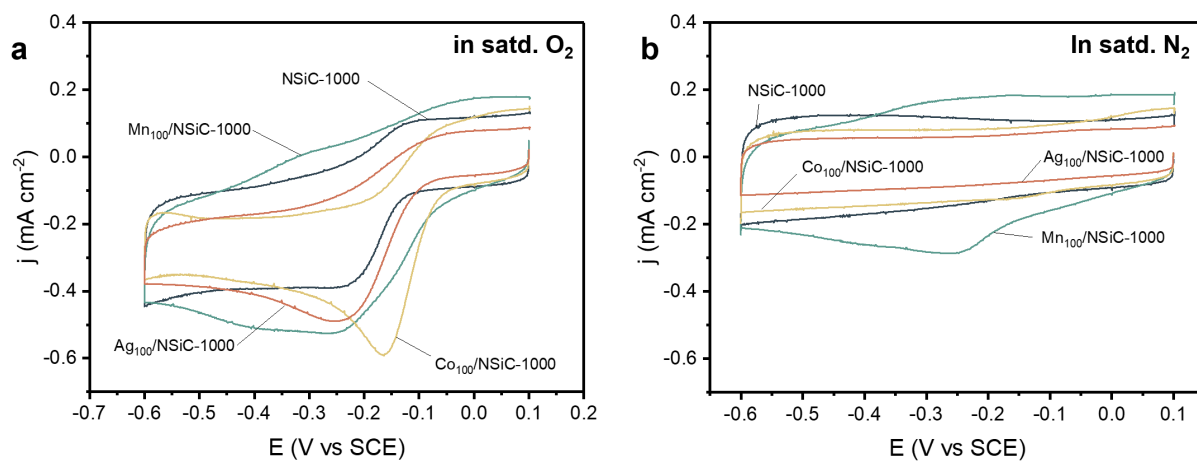 a
in satd. O₂
NSiC-1000
Mn₁₀₀/NSiC-1000
Ag₁₀₀/NSiC-1000
Co₁₀₀/NSiC-1000
0.4
0.2
0.0
-0.2
-0.4
-0.6
j (mA cm⁻²)
-0.7 -0.6 -0.5 -0.4 -0.3 -0.2 -0.1 0.0 0.1 0.2
E (V vs SCE)
b
In satd. N₂
NSiC-1000
Ag₁₀₀/NSiC-1000
Co₁₀₀/NSiC-1000
Mn₁₀₀/NSiC-1000
0.4
0.2
0.0
-0.2
-0.4
-0.6
j (mA cm⁻²)
-0.6 -0.5 -0.4 -0.3 -0.2 -0.1 0.0 0.1
E (V vs SCE)